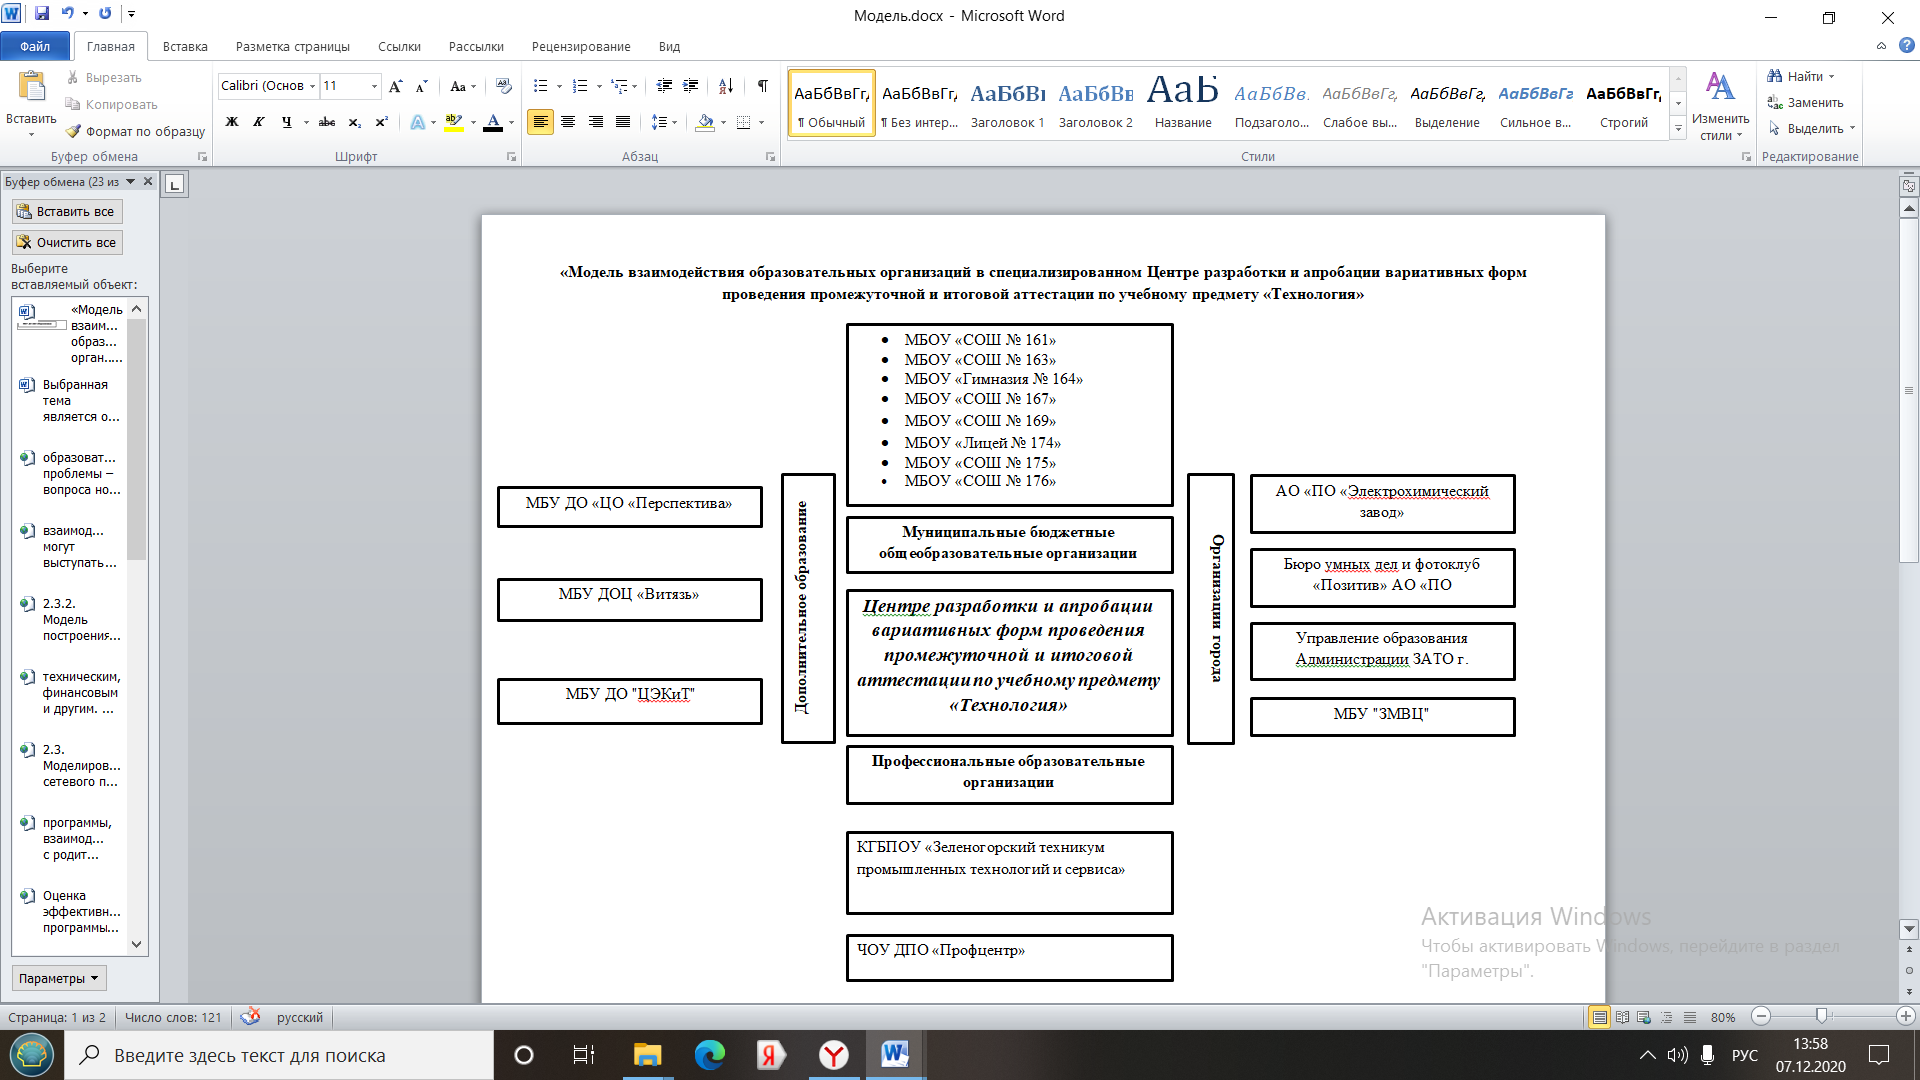 Модель.docx - Microsoft Word
Файл
Главная
Вставка
Разметка страницы
Ссылки
Рассылки
Рецензирование
Вид
Вставить
Вырезать
Копировать
Формат по образцу
Буфер обмена
Calibri (Основ
11
Шрифт
Абзац
АаБбВвГг,
¶ Обычный
АаБбВвГг,
¶ Без интер...
АаБбВı
Заголовок 1
АаБбВв
Заголовок 2
АаБ
Название
АаБбВв.
Подзаголо...
АаБбВвГг,
Слабое вы...
АаБбВвГг,
Выделение
АаБбВвГг
Сильное в...
АаБбВвГг,
Строгий
Стили
Изменить
стили
Найти
Заменить
Выделить
Редактирование
Буфер обмена (23 из
Вставить все
Очистить все
Выберите
вставляемый объект:
«Модель
взаим...
образ...
орган.....
Выбранная
тема
является о...
образоват...
проблемы –
вопроса но...
взаимод...
могут
выступать...
2.3.2.
Модель
построения...
техническим,
финансовым
и другим. ...
2.3.
Моделиров...
сетевого п...
программы,
взаимод...
с родит...
Оценка
эффективн...
программы...
Параметры
«Модель взаимодействия образовательных организаций в специализированном Центре разработки и апробации вариативных форм
проведения промежуточной и итоговой аттестации по учебному предмету «Технология»
• МБОУ «СОШ № 161»
• МБОУ «СОШ № 163»
• МБОУ «Гимназия № 164»
• МБОУ «СОШ № 167»
• МБОУ «СОШ № 169»
• МБОУ «Лицей № 174»
• МБОУ «СОШ № 175»
• МБОУ «СОШ № 176»
МБУ ДО «ЦО «Перспектива»
МБУ ДОЦ «Витязь»
МБУ ДО "ЦЭКиТ"
Дополнительное образование
Муниципальные бюджетные
общеобразовательные организации
Центре разработки и апробации
вариативных форм проведения
промежуточной и итоговой
аттестации по учебному предмету
«Технология»
Профессиональные образовательные
организации
КГБПОУ «Зеленогорский техникум
промышленных технологий и сервиса»
ЧОУ ДПО «Профцентр»
Организации города
АО «ПО «Электрохимический
завод»
Бюро умных дел и фотоклуб
«Позитив» АО «ПО
Управление образования
Администрации ЗАТО г.
МБУ "ЗМВЦ"
Активация Windows
Чтобы активировать Windows, перейдите в раздел
"Параметры".
Страница: 1 из 2
Число слов: 121
русский
80%
Введите здесь текст для поиска
РУС
13:58
07.12.2020